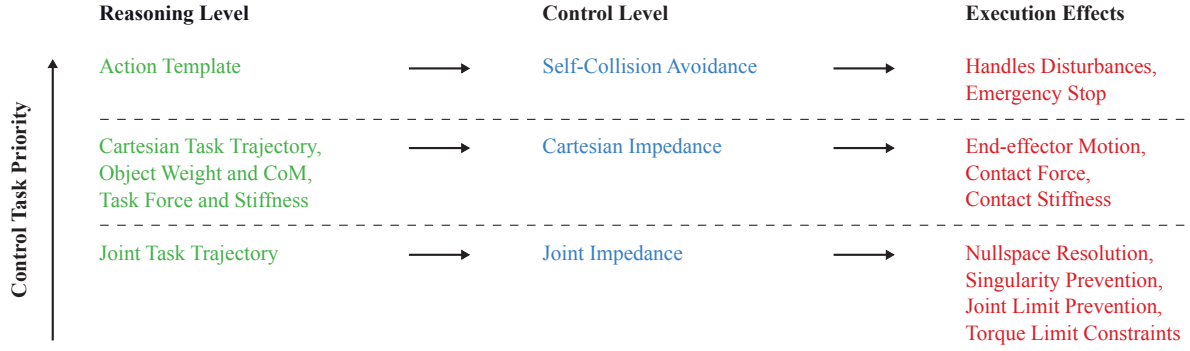 Reasoning Level
Control Level
Execution Effects
Control Task Priority
Action Template
Self-Collision Avoidance
Handles Disturbances,
Emergency Stop
Cartesian Task Trajectory,
Object Weight and CoM,
Task Force and Stiffness
Cartesian Impedance
End-effector Motion,
Contact Force,
Contact Stiffness
Joint Task Trajectory
Joint Impedance
Nullspace Resolution,
Singularity Prevention,
Joint Limit Prevention,
Torque Limit Constraints